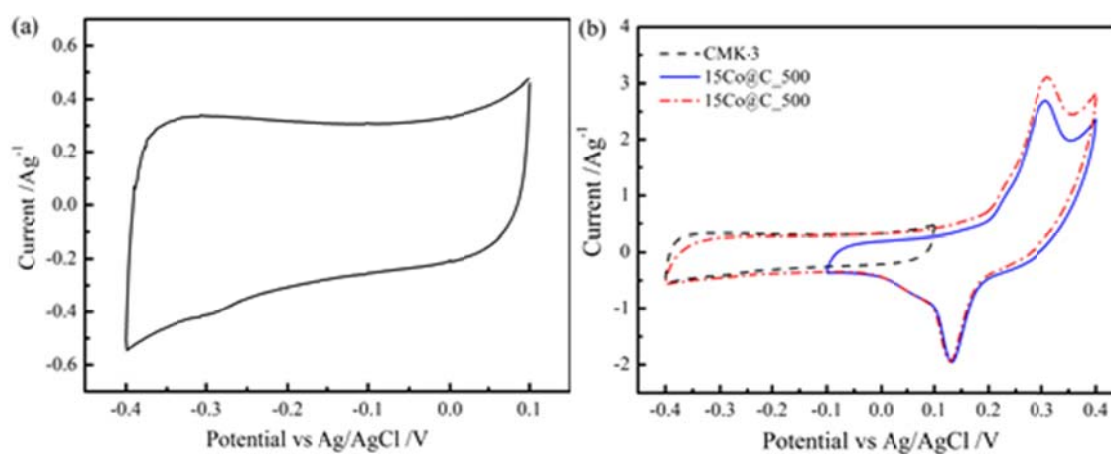 (a)
0.6
0.4
0.2
0.0
-0.2
-0.4
-0.6
Current /Ag-1
-0.4 -0.3 -0.2 -0.1 0.0 0.1
Potential vs Ag/AgCl /V
(b)
4
3
2
1
0
-1
-2
Current /Ag-1
CMK-3
15Co@C_500
15Co@C_500
-0.4 -0.3 -0.2 -0.1 0.0 0.1 0.2 0.3 0.4
Potential vs Ag/AgCl /V